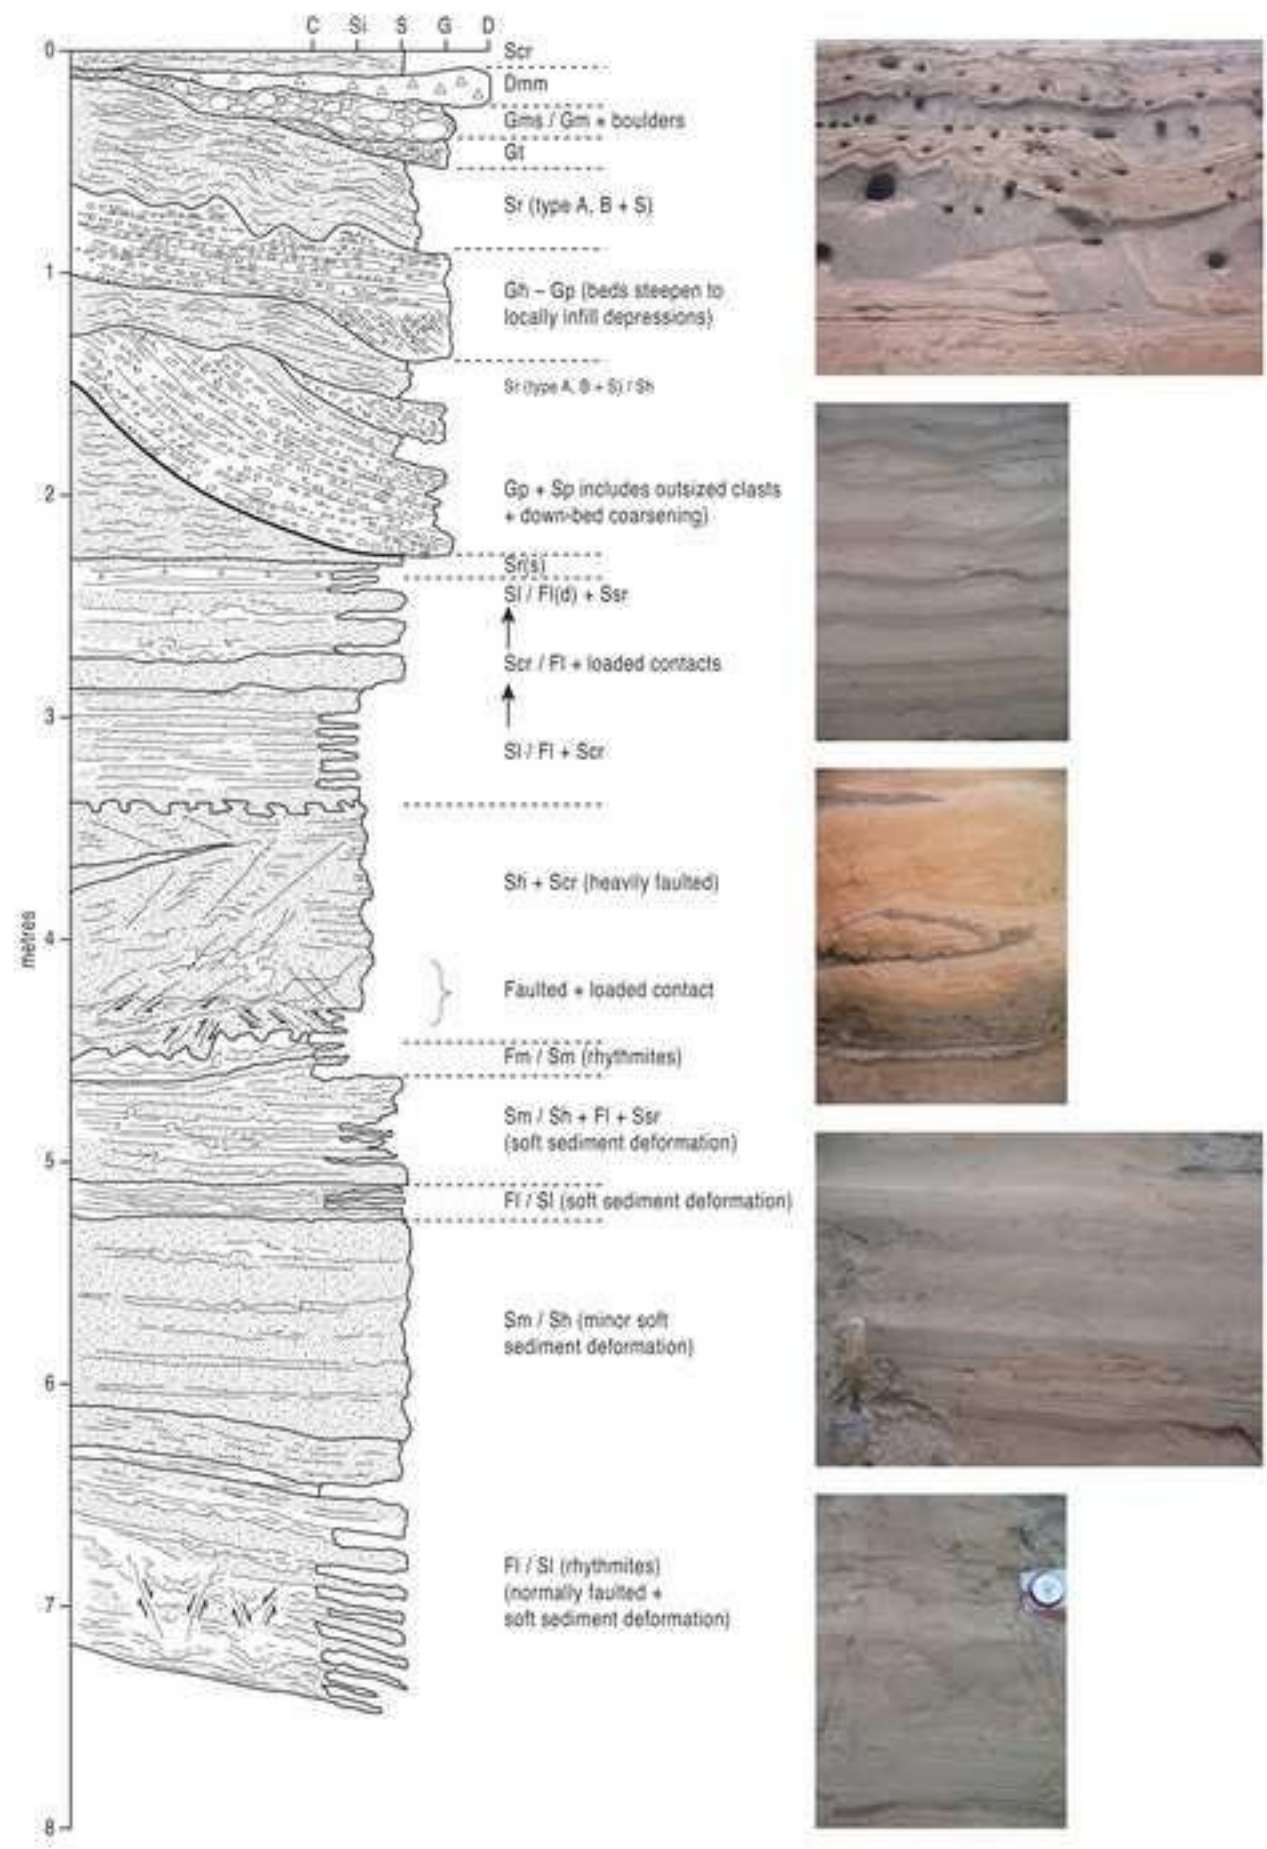 C Si S G D
0
Scr
Dmm
Gms / Gm + boulders
Gt
Sr (type A, B + S)
1
Gh – Gp (beds steepen to
locally infill depressions)
Sr (type A, B + S) / Sh
2
Gp + Sp includes outsized clasts
+ down-bed coarsening)
Sr(s)
Sl / Fl(d) + Ssr
Scr / Fl + loaded contacts
3
Sl / Fl + Scr
Sh + Scr (heavily faulted)
metres
4
Faulted + loaded contact
Fm / Sm (rhythmites)
Sm / Sh + Fl + Ssr
(soft sediment deformation)
5
Fl / Sl (soft sediment deformation)
Sm / Sh (minor soft
sediment deformation)
6
Fl / Sl (rhythmites)
(normally faulted +
soft sediment deformation)
7
8